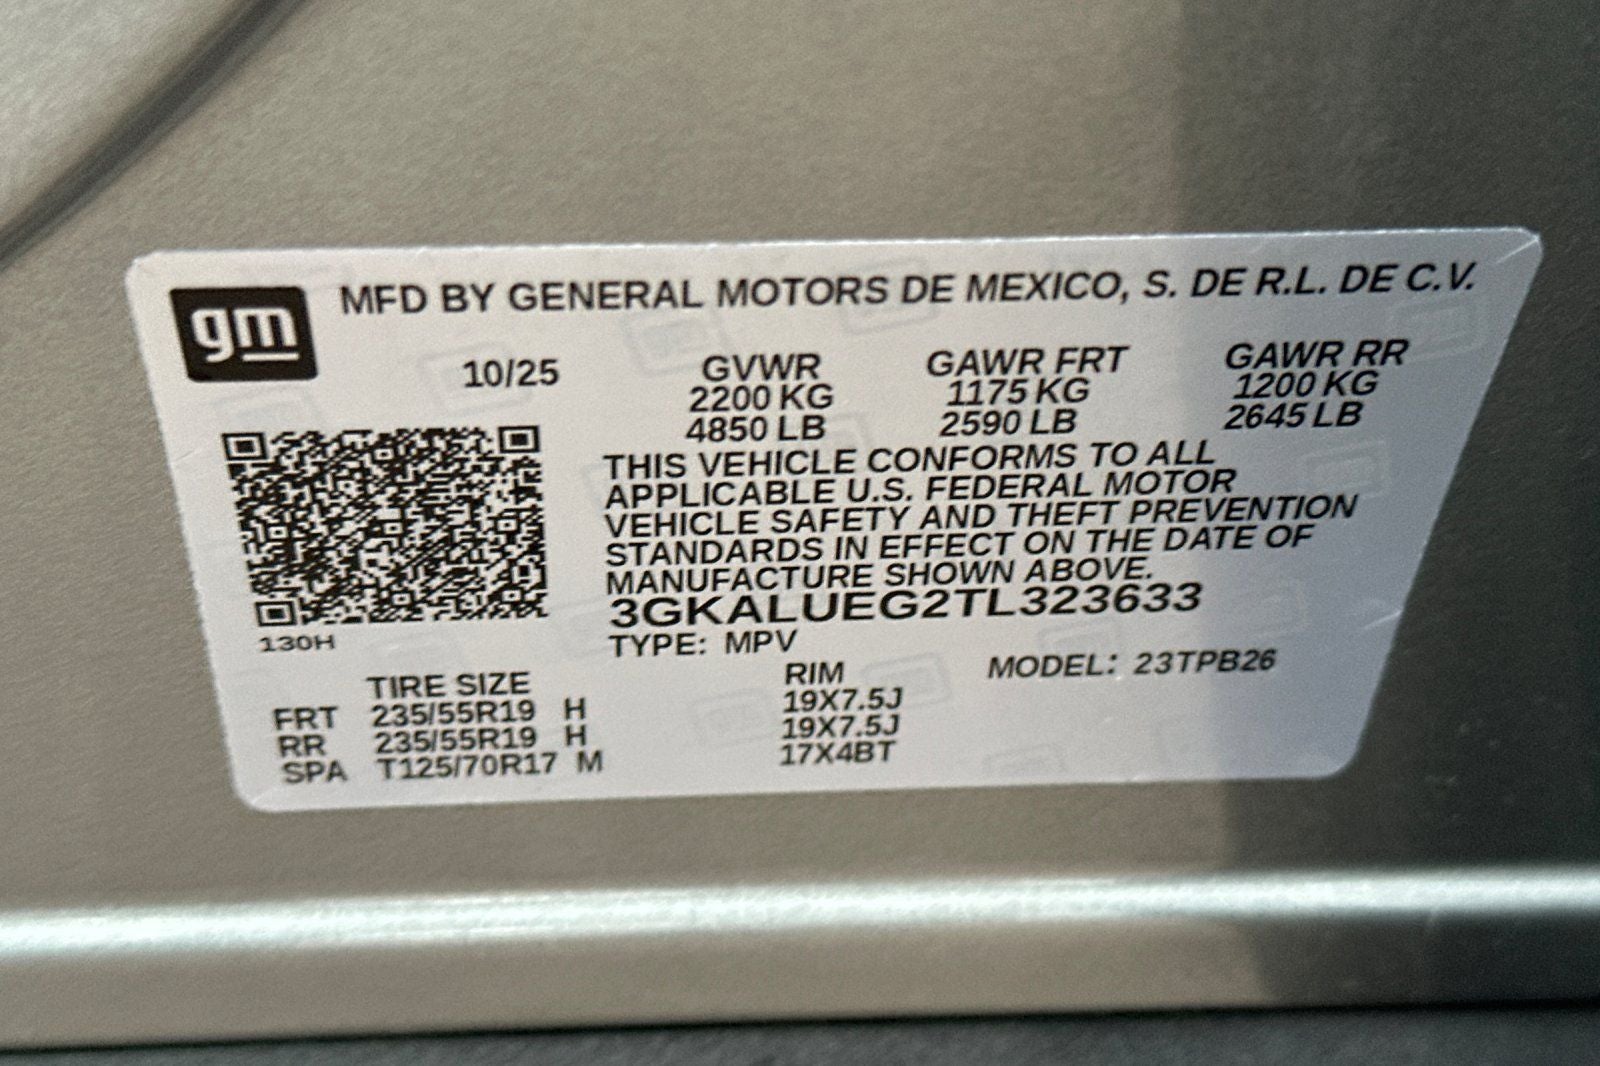 gm
MFD BY GENERAL MOTORS DE MEXICO, S. DE R.L. DE C.V.
10/25 GVWR GAWR FRT GAWR RR
2200 KG 1175 KG 1200 KG
4850 LB 2590 LB 2645 LB
THIS VEHICLE CONFORMS TO ALL
APPLICABLE U.S. FEDERAL MOTOR
VEHICLE SAFETY AND THEFT PREVENTION
STANDARDS IN EFFECT ON THE DATE OF
MANUFACTURE SHOWN ABOVE.
3GKALUEG2TL323633
130H
TYPE: MPV
MODEL: 23TPB26
TIRE SIZE RIM
FRT 235/55R19 H 19X7.5J
RR 235/55R19 H 19X7.5J
SPA T125/70R17 M 17X4BT